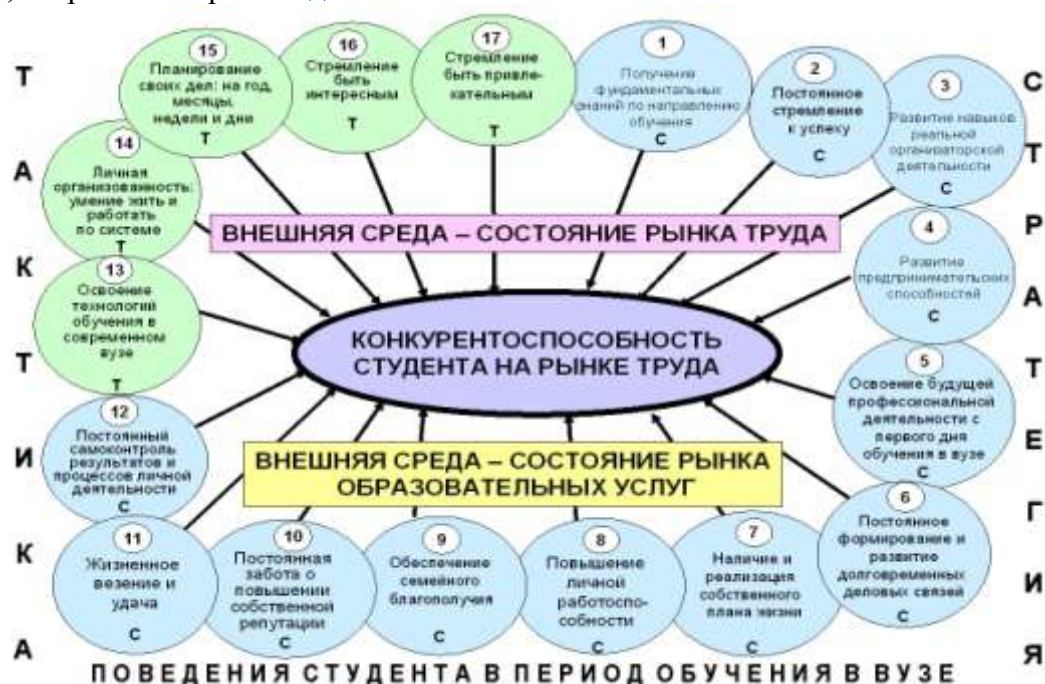 15
Планирование
своих дел: на год,
месяцы,
недели и дни
Т
16
Стремление
быть
интересным
Т
17
Стремление
быть привле-
кательным
Т
1
Получение
фундаментальных
знаний по направлению
обучения
С
2
Постоянное
стремление
к успеху
С
3
Развитие навыков
реальной
организаторской
деятельности
С
4
Развитие
предпринимательских
способностей
С
5
Освоение будущей
профессиональной
деятельности с
первого дня
обучения в вузе
С
6
Постоянное
формирование и
развитие
долговременных
деловых связей
С
7
Наличие и
реализация
собственного
плана жизни
С
8
Повышение
личной
работоспо-
собности
С
9
Обеспечение
семейного
благополучия
С
10
Постоянная
забота о
повышении
собственной
репутации
С
11
Жизненное
везение и
удача
С
12
Постоянный
самоконтроль
результатов и
процессов личной
деятельности
С
13
Освоение
технологий
обучения в
современном
вузе
Т
14
Личная
организованность:
умение жить и
работать
по системе
Т
ВНЕШНЯЯ СРЕДА – СОСТОЯНИЕ РЫНКА ТРУДА
КОНКУРЕНТОСПОСОБНОСТЬ
СТУДЕНТА НА РЫНКЕ ТРУДА
ВНЕШНЯЯ СРЕДА – СОСТОЯНИЕ РЫНКА
ОБРАЗОВАТЕЛЬНЫХ УСЛУГ
ТАКТИКА
СТРАТЕГИЯ
ПОВЕДЕНИЯ СТУДЕНТА В ПЕРИОД ОБУЧЕНИЯ В ВУЗЕ